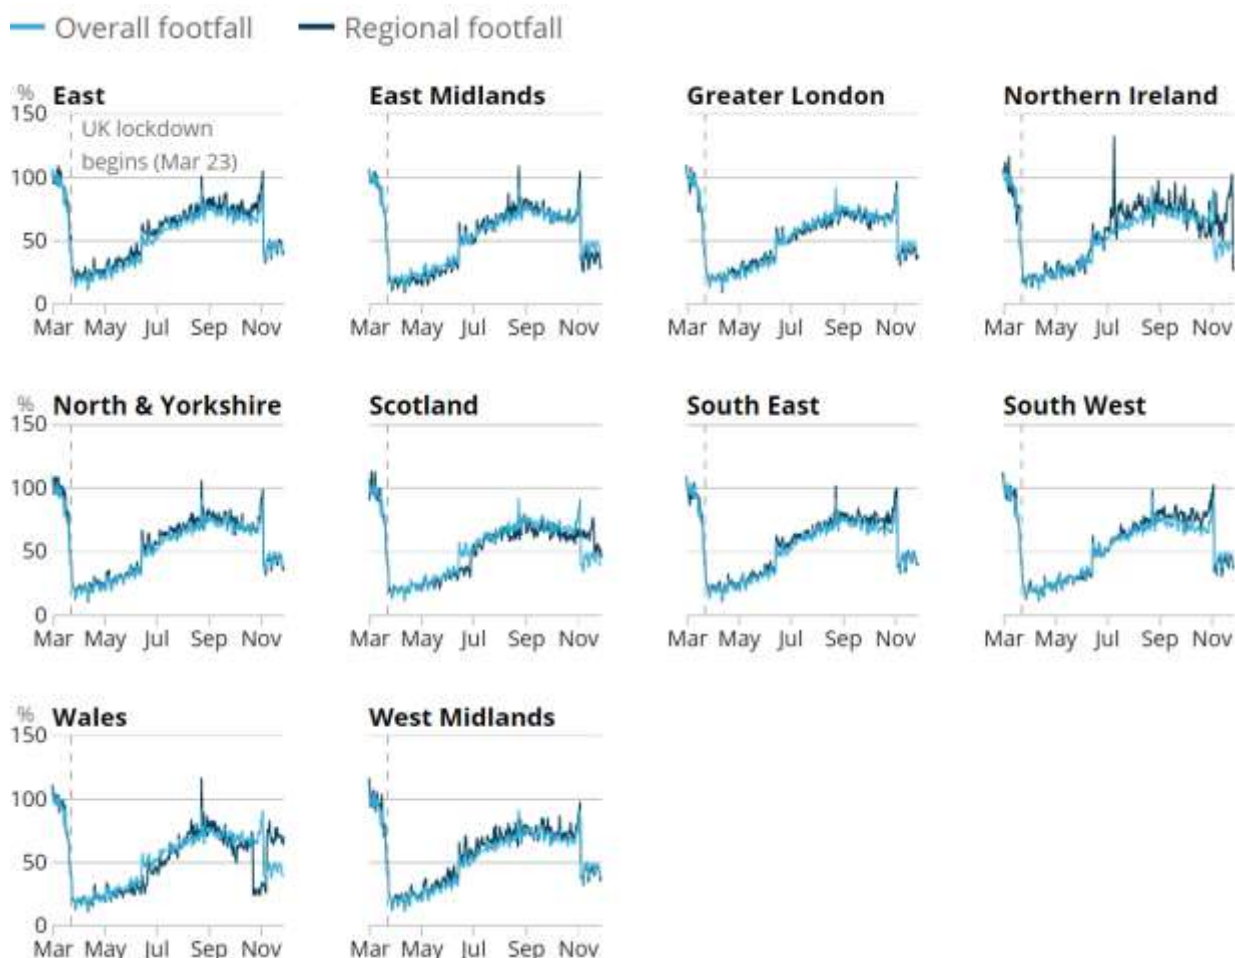 Overall footfall Regional footfall
% East East Midlands Greater London Northern Ireland
150
UK lockdown
begins (Mar 23)
100
50
0
Mar May Jul Sep Nov Mar May Jul Sep Nov Mar May Jul Sep Nov Mar May Jul Sep Nov
% North & Yorkshire Scotland South East South West
150
100
50
0
Mar May Jul Sep Nov Mar May Jul Sep Nov Mar May Jul Sep Nov Mar May Jul Sep Nov
% Wales West Midlands
150
100
50
0
Mar May Jul Sep Nov Mar May Jul Sep Nov